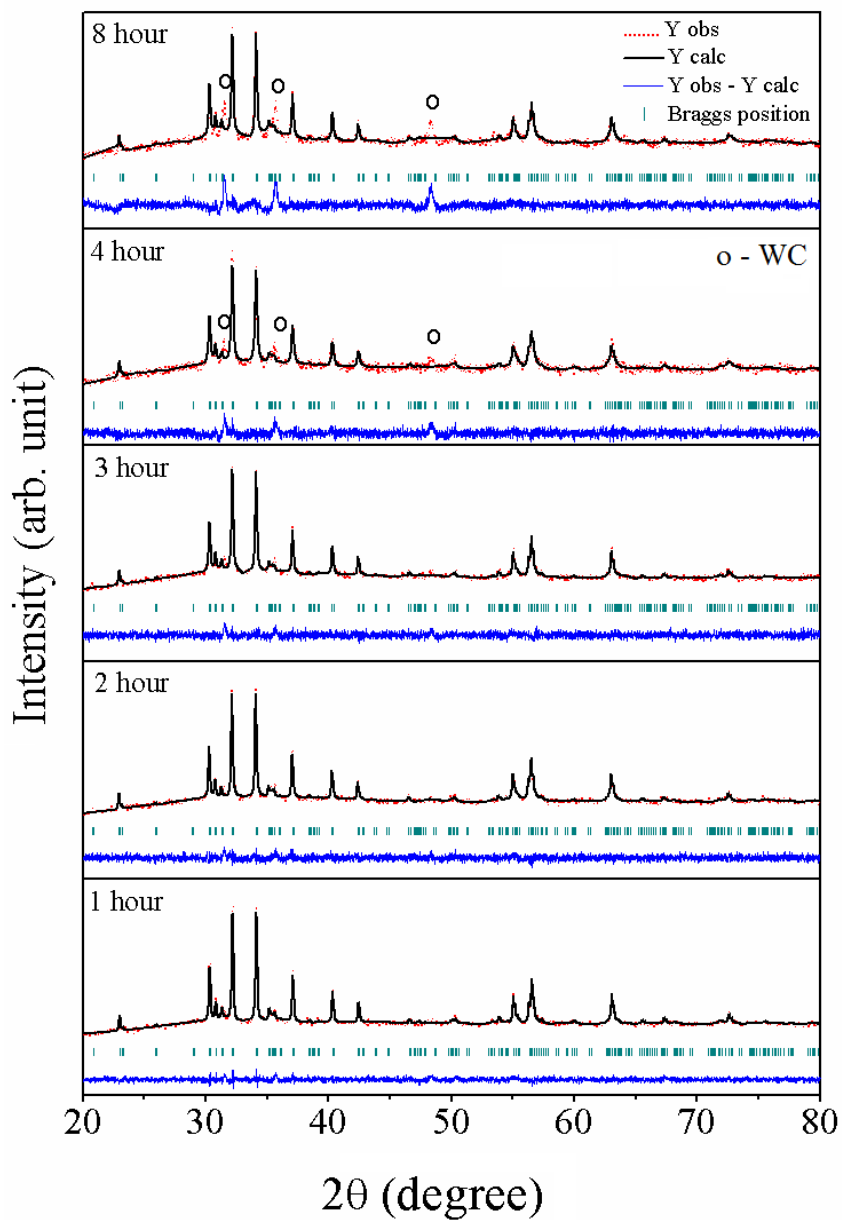 8 hour
Y obs
Y calc
Y obs - Y calc
Braggs position
o
o
o
4 hour
o - WC
o
o
o
3 hour
2 hour
1 hour
Intensity (arb. unit)
20
30
40
50
60
70
80
2θ (degree)